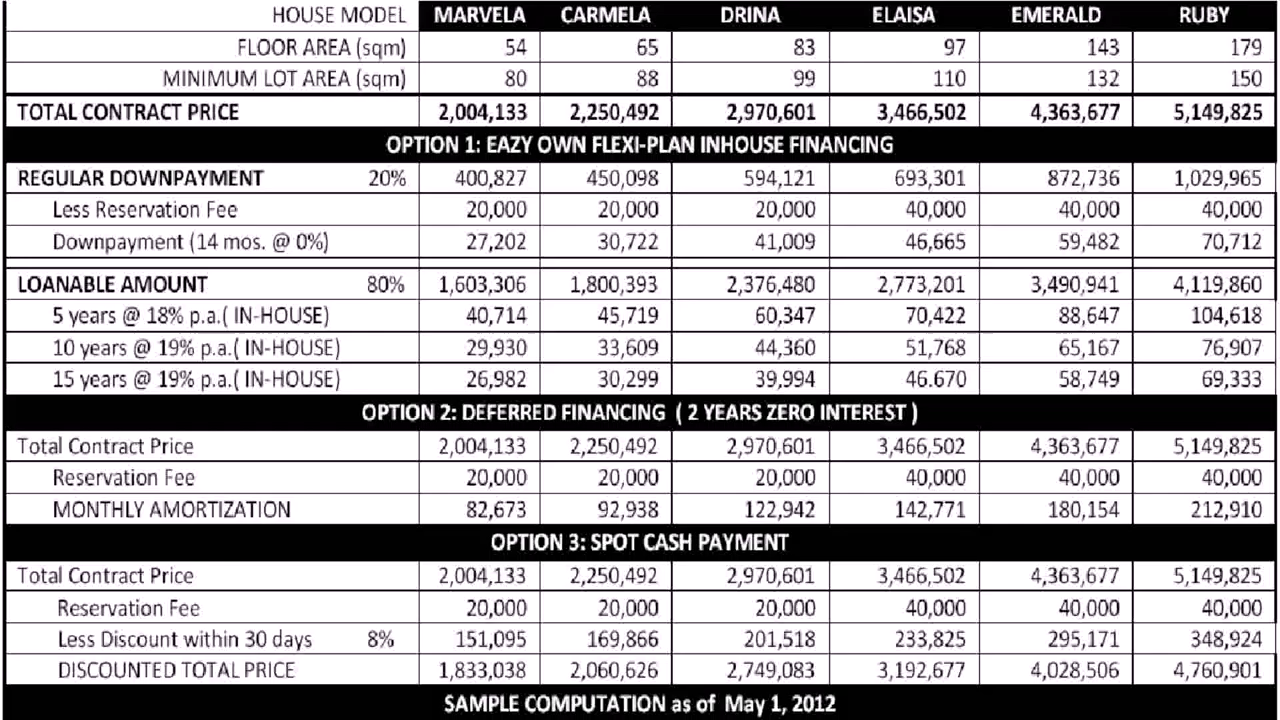 HOUSE MODEL MARVELA CARMELA DRINA ELAISA EMERALD RUBY
FLOOR AREA (sqm) 54 65 83 97 143 179
MINIMUM LOT AREA (sqm) 80 88 99 110 132 150
TOTAL CONTRACT PRICE 2,004,133 2,250,492 2,970,601 3,466,502 4,363,677 5,149,825
OPTION 1: EAZY OWN FLEXI-PLAN INHOUSE FINANCING
REGULAR DOWNPAYMENT 20% 400,827 450,098 594,121 693,301 872,736 1,029,965
Less Reservation Fee 20,000 20,000 20,000 40,000 40,000 40,000
Downpayment (14 mos. @ 0%) 27,202 30,722 41,009 46,665 59,482 70,712
LOANABLE AMOUNT 80% 1,603,306 1,800,393 2,376,480 2,773,201 3,490,941 4,119,860
5 years @ 18% p.a.( IN-HOUSE) 40,714 45,719 60,347 70,422 88,647 104,618
10 years @ 19% p.a.( IN-HOUSE) 29,930 33,609 44,360 51,768 65,167 76,907
15 years @ 19% p.a.( IN-HOUSE) 26,982 30,299 39,994 46.670 58,749 69,333
OPTION 2: DEFERRED FINANCING ( 2 YEARS ZERO INTEREST )
Total Contract Price 2,004,133 2,250,492 2,970,601 3,466,502 4,363,677 5,149,825
Reservation Fee 20,000 20,000 20,000 40,000 40,000 40,000
MONTHLY AMORTIZATION 82,673 92,938 122,942 142,771 180,154 212,910
OPTION 3: SPOT CASH PAYMENT
Total Contract Price 2,004,133 2,250,492 2,970,601 3,466,502 4,363,677 5,149,825
Reservation Fee 20,000 20,000 20,000 40,000 40,000 40,000
Less Discount within 30 days 8% 151,095 169,866 201,518 233,825 295,171 348,924
DISCOUNTED TOTAL PRICE 1,833,038 2,060,626 2,749,083 3,192,677 4,028,506 4,760,901
SAMPLE COMPUTATION as of May 1, 2012